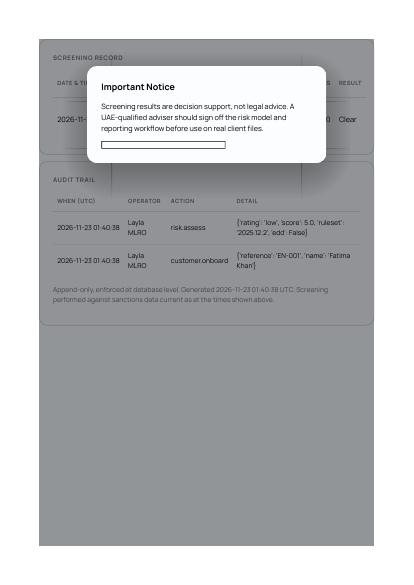 SCREENING RECORD
DATE & TI S RESULT
2026-11- 0 Clear
Important Notice
Screening results are decision support, not legal advice. A
UAE-qualified adviser should sign off the risk model and
reporting workflow before use on real client files.
AUDIT TRAIL
WHEN (UTC) OPERATOR ACTION DETAIL
2026-11-23 01:40:38 Layla MLRO risk.assess {'rating': 'low', 'score': 5.0, 'ruleset': '2025.12.2', 'edd': False}
2026-11-23 01:40:38 Layla MLRO customer.onboard {'reference': 'EN-001', 'name': 'Fatima Khan'}
Append-only, enforced at database level. Generated 2026-11-23 01:40:38 UTC. Screening
performed against sanctions data current as at the times shown above.